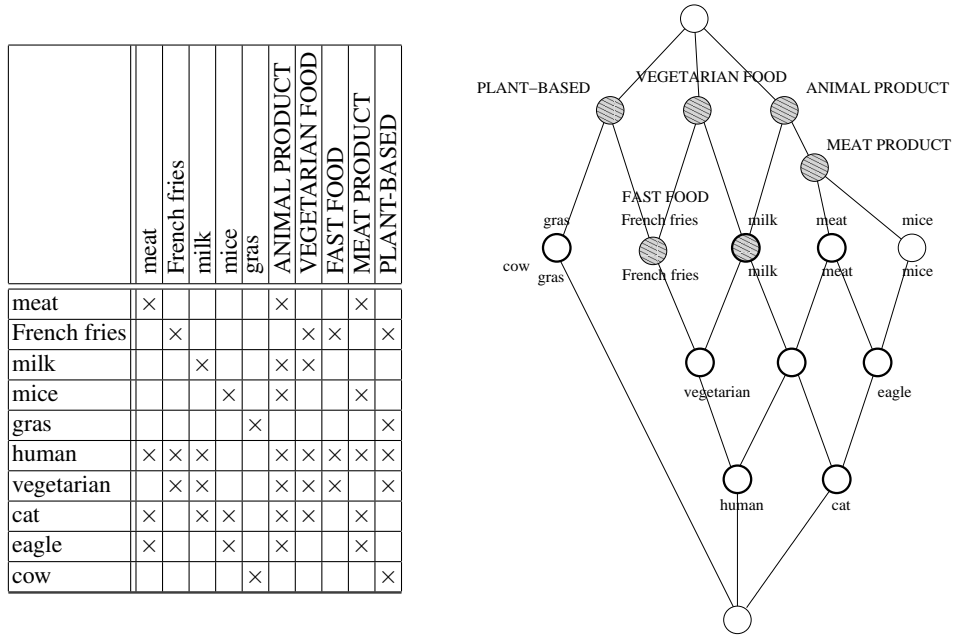 meat
French fries
milk
mice
gras
ANIMAL PRODUCT
VEGETARIAN FOOD
FAST FOOD
MEAT PRODUCT
PLANT-BASED
meat × × ×
French fries × × × ×
milk × × ×
mice × × ×
gras × ×
human × × × × × × × ×
vegetarian × × × × × ×
cat × × × × × ×
eagle × × × ×
cow × ×
VEGETARIAN FOOD
PLANT–BASED ANIMAL PRODUCT
MEAT PRODUCT
FAST FOOD
gras French fries milk meat mice
cow gras French fries milk meat mice
vegetarian eagle
human cat